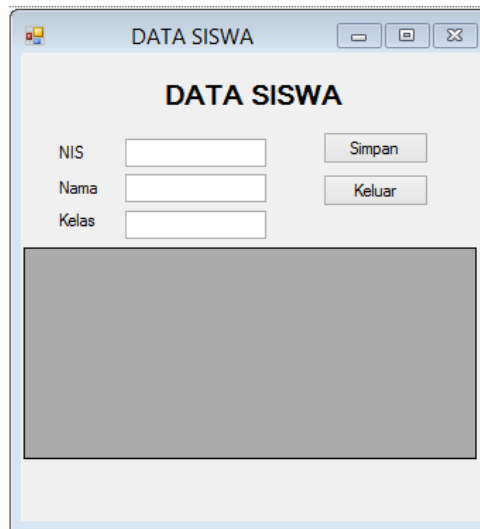 DATA SISWA
DATA SISWA
NIS
Simpan
Nama
Keluar
Kelas